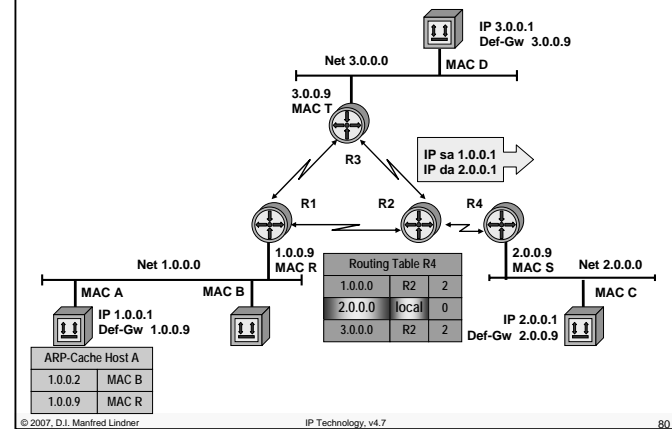 IP 3.0.0.1
Def-Gw 3.0.0.9
Net 3.0.0.0
MAC D
3.0.0.9
MAC T
R3
IP sa 1.0.0.1
IP da 2.0.0.1
R1
R2
R4
1.0.0.9
MAC R
Net 1.0.0.0
2.0.0.9
MAC S
Net 2.0.0.0
Routing Table R4
1.0.0.0 R2 2
2.0.0.0 local 0
3.0.0.0 R2 2
MAC A
MAC B
MAC C
IP 1.0.0.1
Def-Gw 1.0.0.9
IP 2.0.0.1
Def-Gw 2.0.0.9
ARP-Cache Host A
1.0.0.2 MAC B
1.0.0.9 MAC R
© 2007, D.I. Manfred Lindner IP Technology, v4.7 80